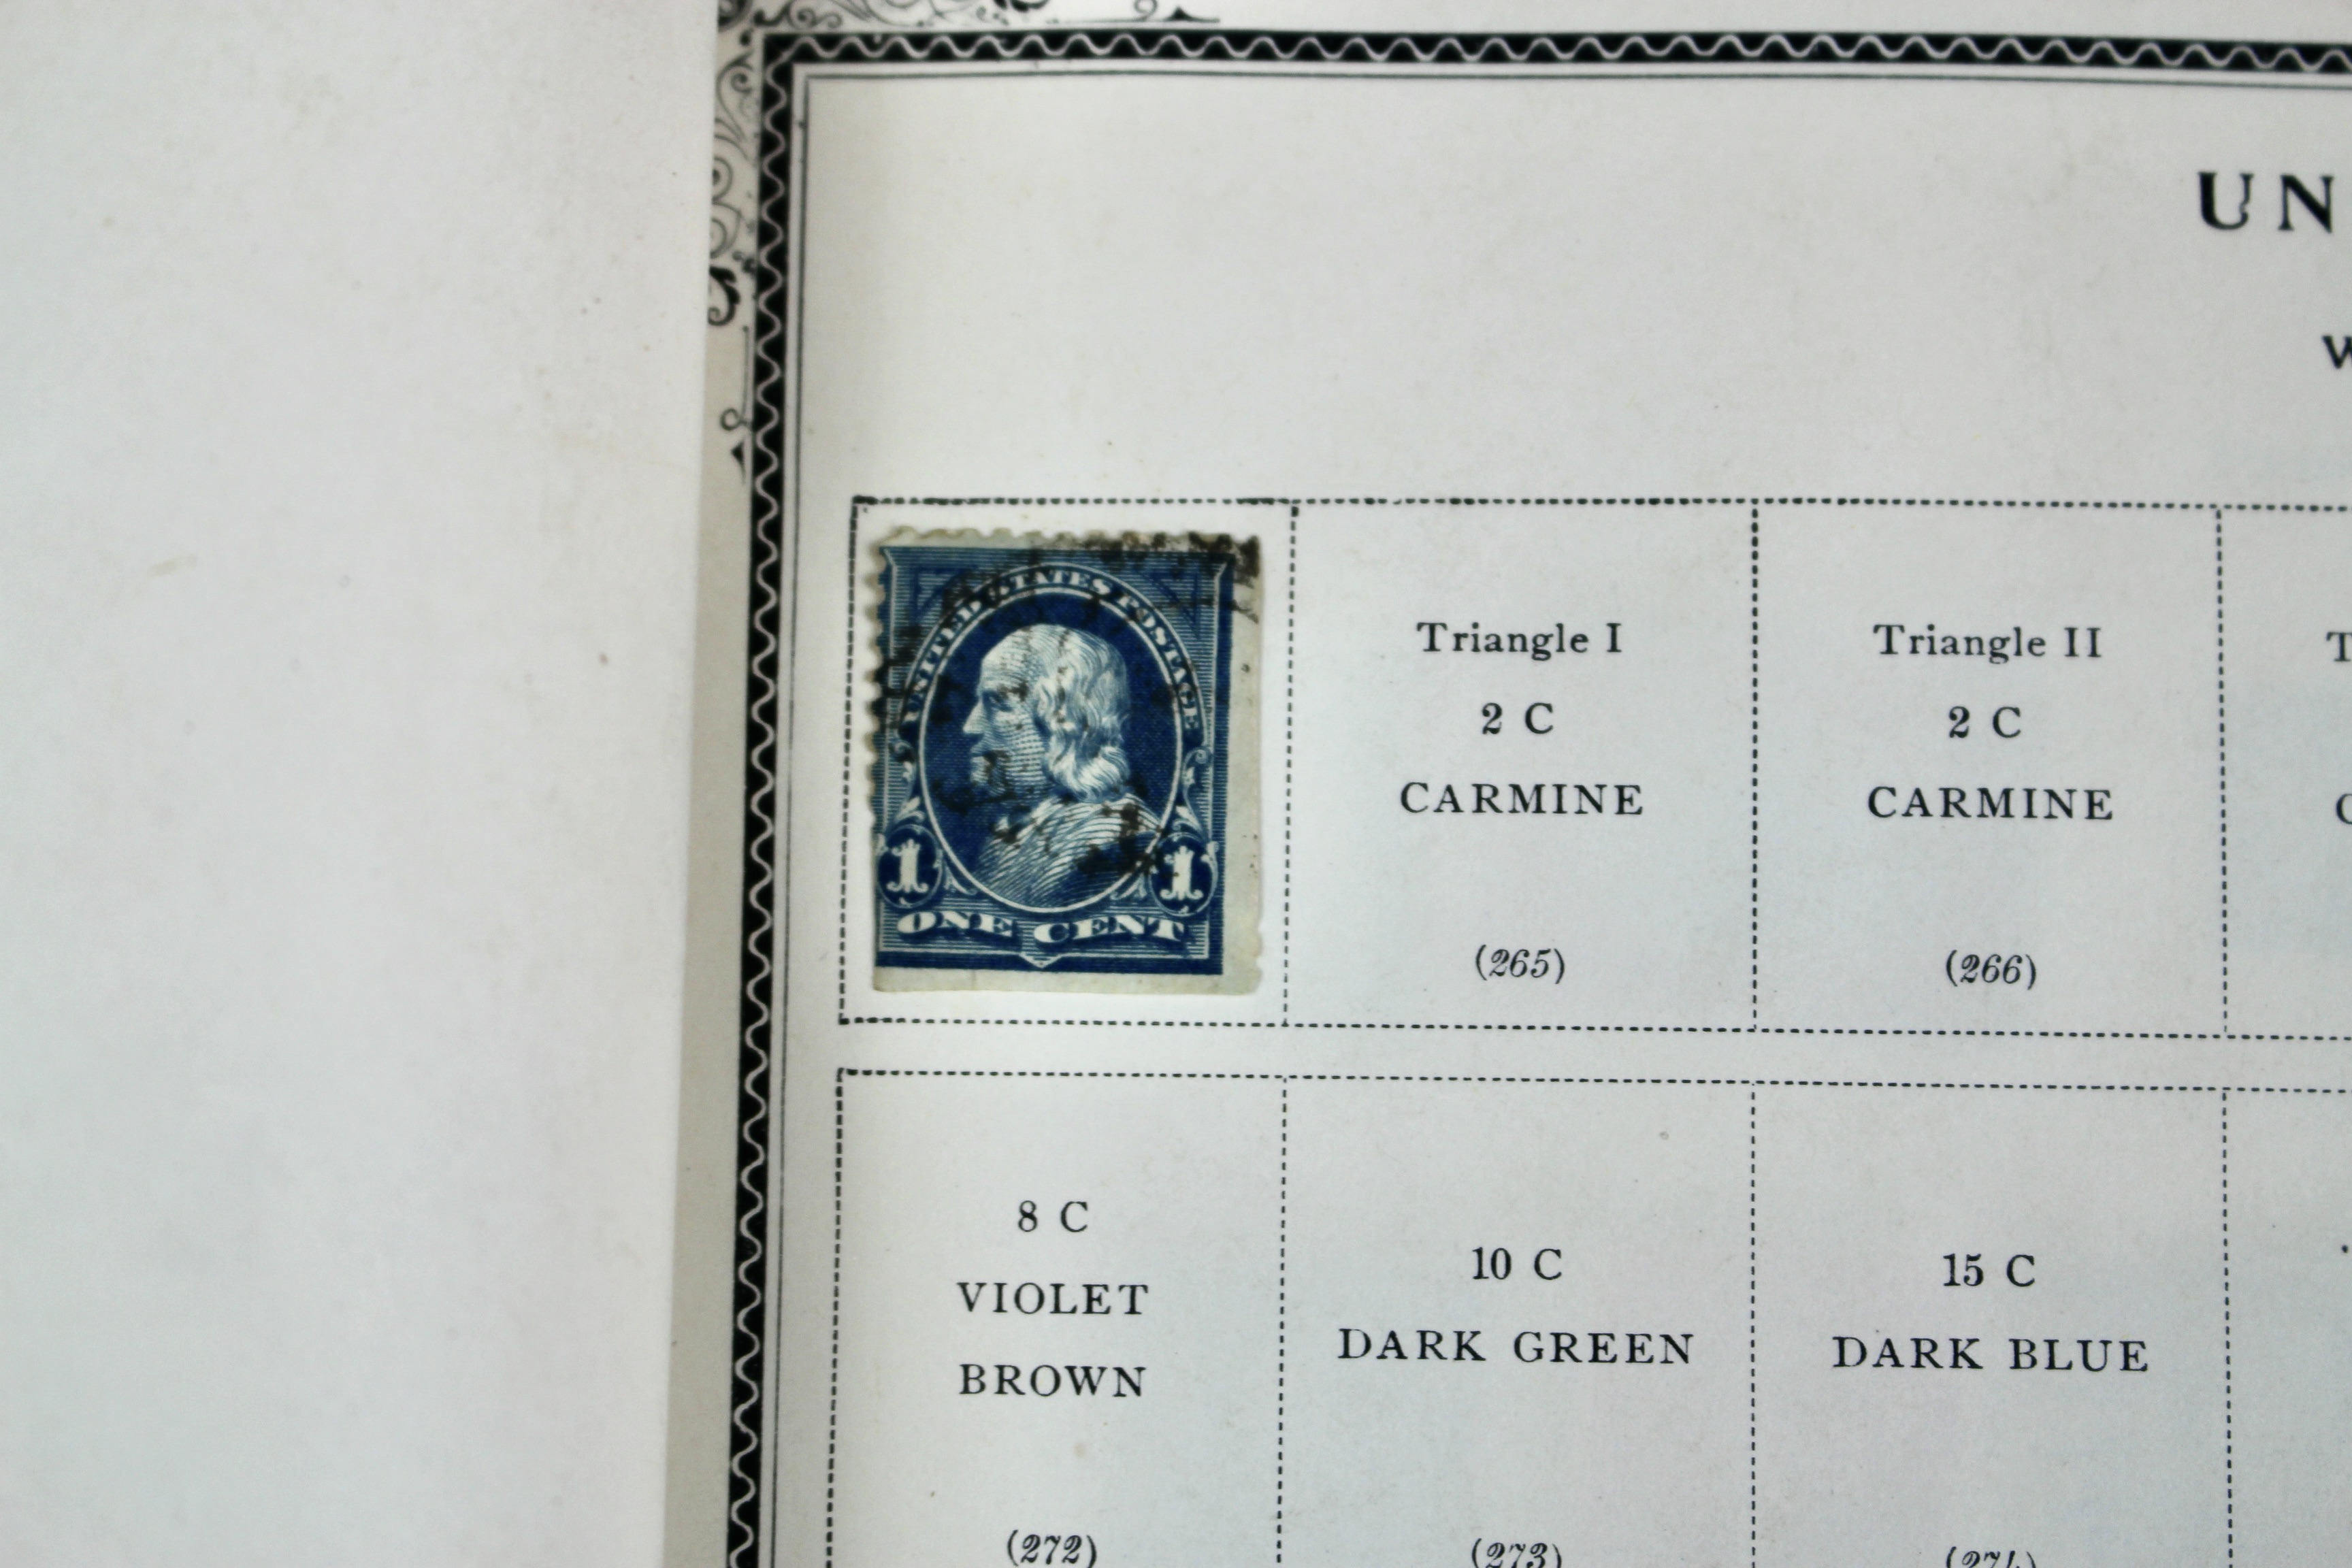 UN
W
UNITED STATES POSTAGE
1 1
ONE CENT
Triangle I
2 C
CARMINE
(265)
Triangle II
2 C
CARMINE
(266)
T
C
8 C
VIOLET
BROWN
(272)
10 C
DARK GREEN
(273)
15 C
DARK BLUE
(274)